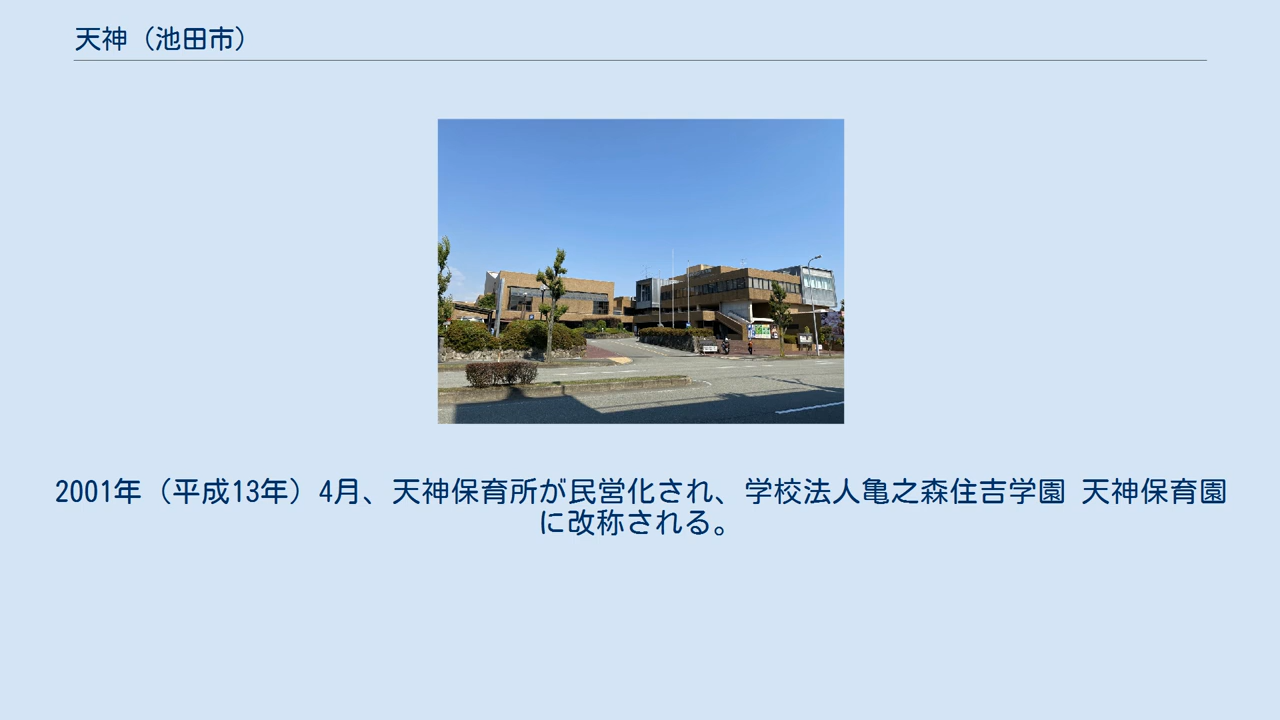 天神（池田市）
2001年（平成13年）4月、天神保育所が民営化され、学校法人亀之森住吉学園 天神保育園
に改称される。